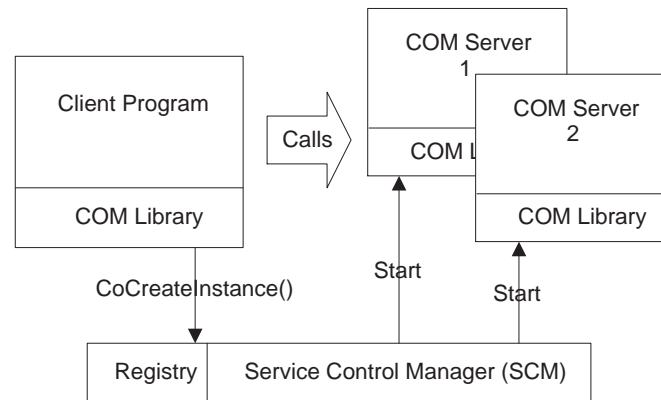 COM Server
1
Client Program
COM Server
2
Calls
COM L
COM Library
COM Library
Start
CoCreateInstance()
Start
Registry
Service Control Manager (SCM)